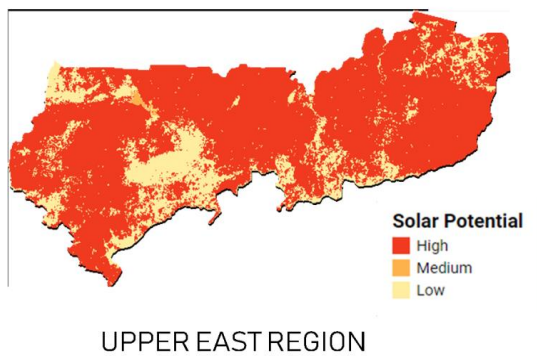 Solar Potential
High
Medium
Low
UPPER EAST REGION